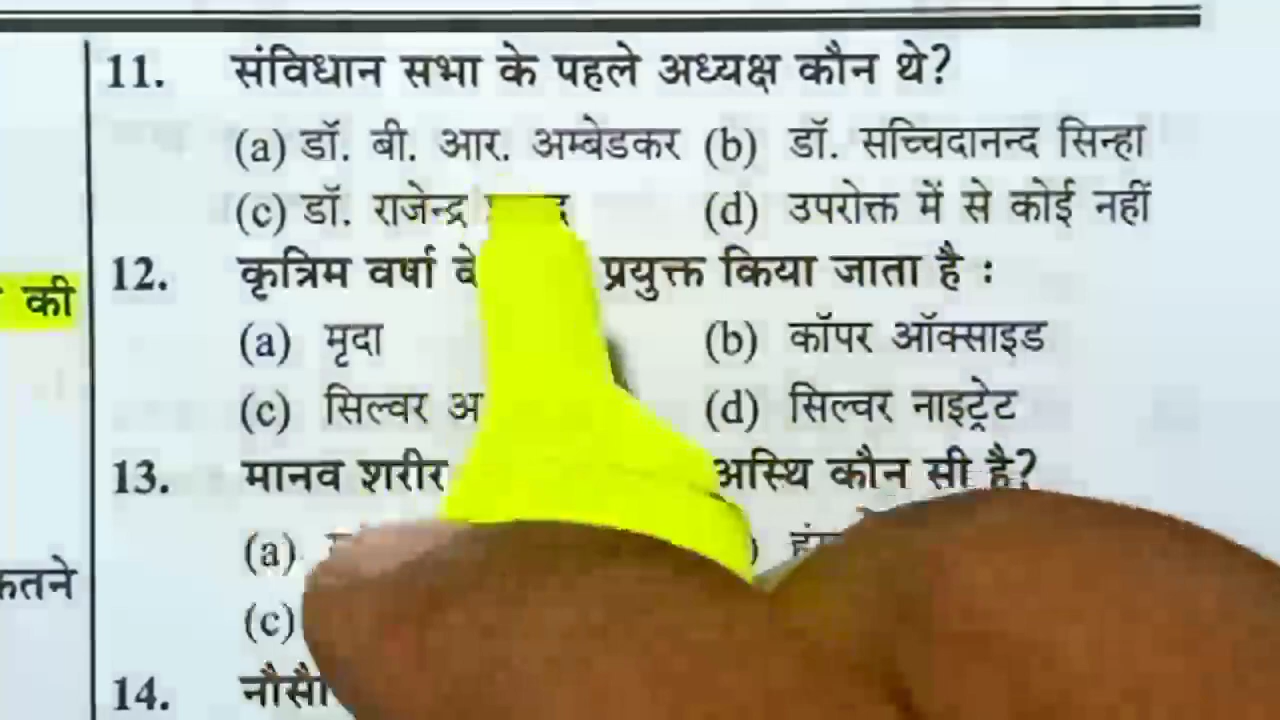 11. संविधान सभा के पहले अध्यक्ष कौन थे?
(a) डॉ. बी. आर. अम्बेडकर (b) डॉ. सच्चिदानन्द सिन्हा
(c) डॉ. राजेन्द्र (d) उपरोक्त में से कोई नहीं
12. कृत्रिम वर्षा प्रयुक्त किया जाता है :
की
(a) मृदा (b) कॉपर ऑक्साइड
(c) सिल्वर (d) सिल्वर नाइट्रेट
13. मानव शरीर अस्थि कौन सी है?
(a)
(c)
14.